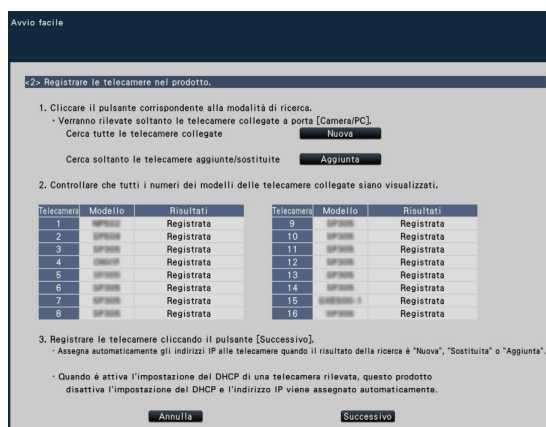 Avvio facile
<2> Registrare le telecamere nel prodotto.
1. Cliccare il pulsante corrispondente alla modalità di ricerca.
· Verranno rilevate soltanto le telecamere collegate a porta [Camera/PC].
Cerca tutte le telecamere collegate Nuova
Cerca soltanto le telecamere aggiunte/sostituite Aggiunta
2. Controllare che tutti i numeri dei modelli delle telecamere collegate siano visualizzati.
Telecamera Modello Risultati Telecamera Modello Risultati
1 Registrata 9 Registrata
2 Registrata 10 Registrata
3 Registrata 11 Registrata
4 Registrata 12 Registrata
5 Registrata 13 Registrata
6 Registrata 14 Registrata
7 Registrata 15 Registrata
8 Registrata 16 Registrata
3. Registrare le telecamere cliccando il pulsante [Successivo].
· Assegna automaticamente gli indirizzi IP alle telecamere quando il risultato della ricerca è "Nuova", "Sostituita" o "Aggiunta".
· Quando è attiva l'impostazione del DHCP di una telecamera rilevata, questo prodotto
disattiva l'impostazione del DHCP e l'indirizzo IP viene assegnato automaticamente.
Annulla Successivo